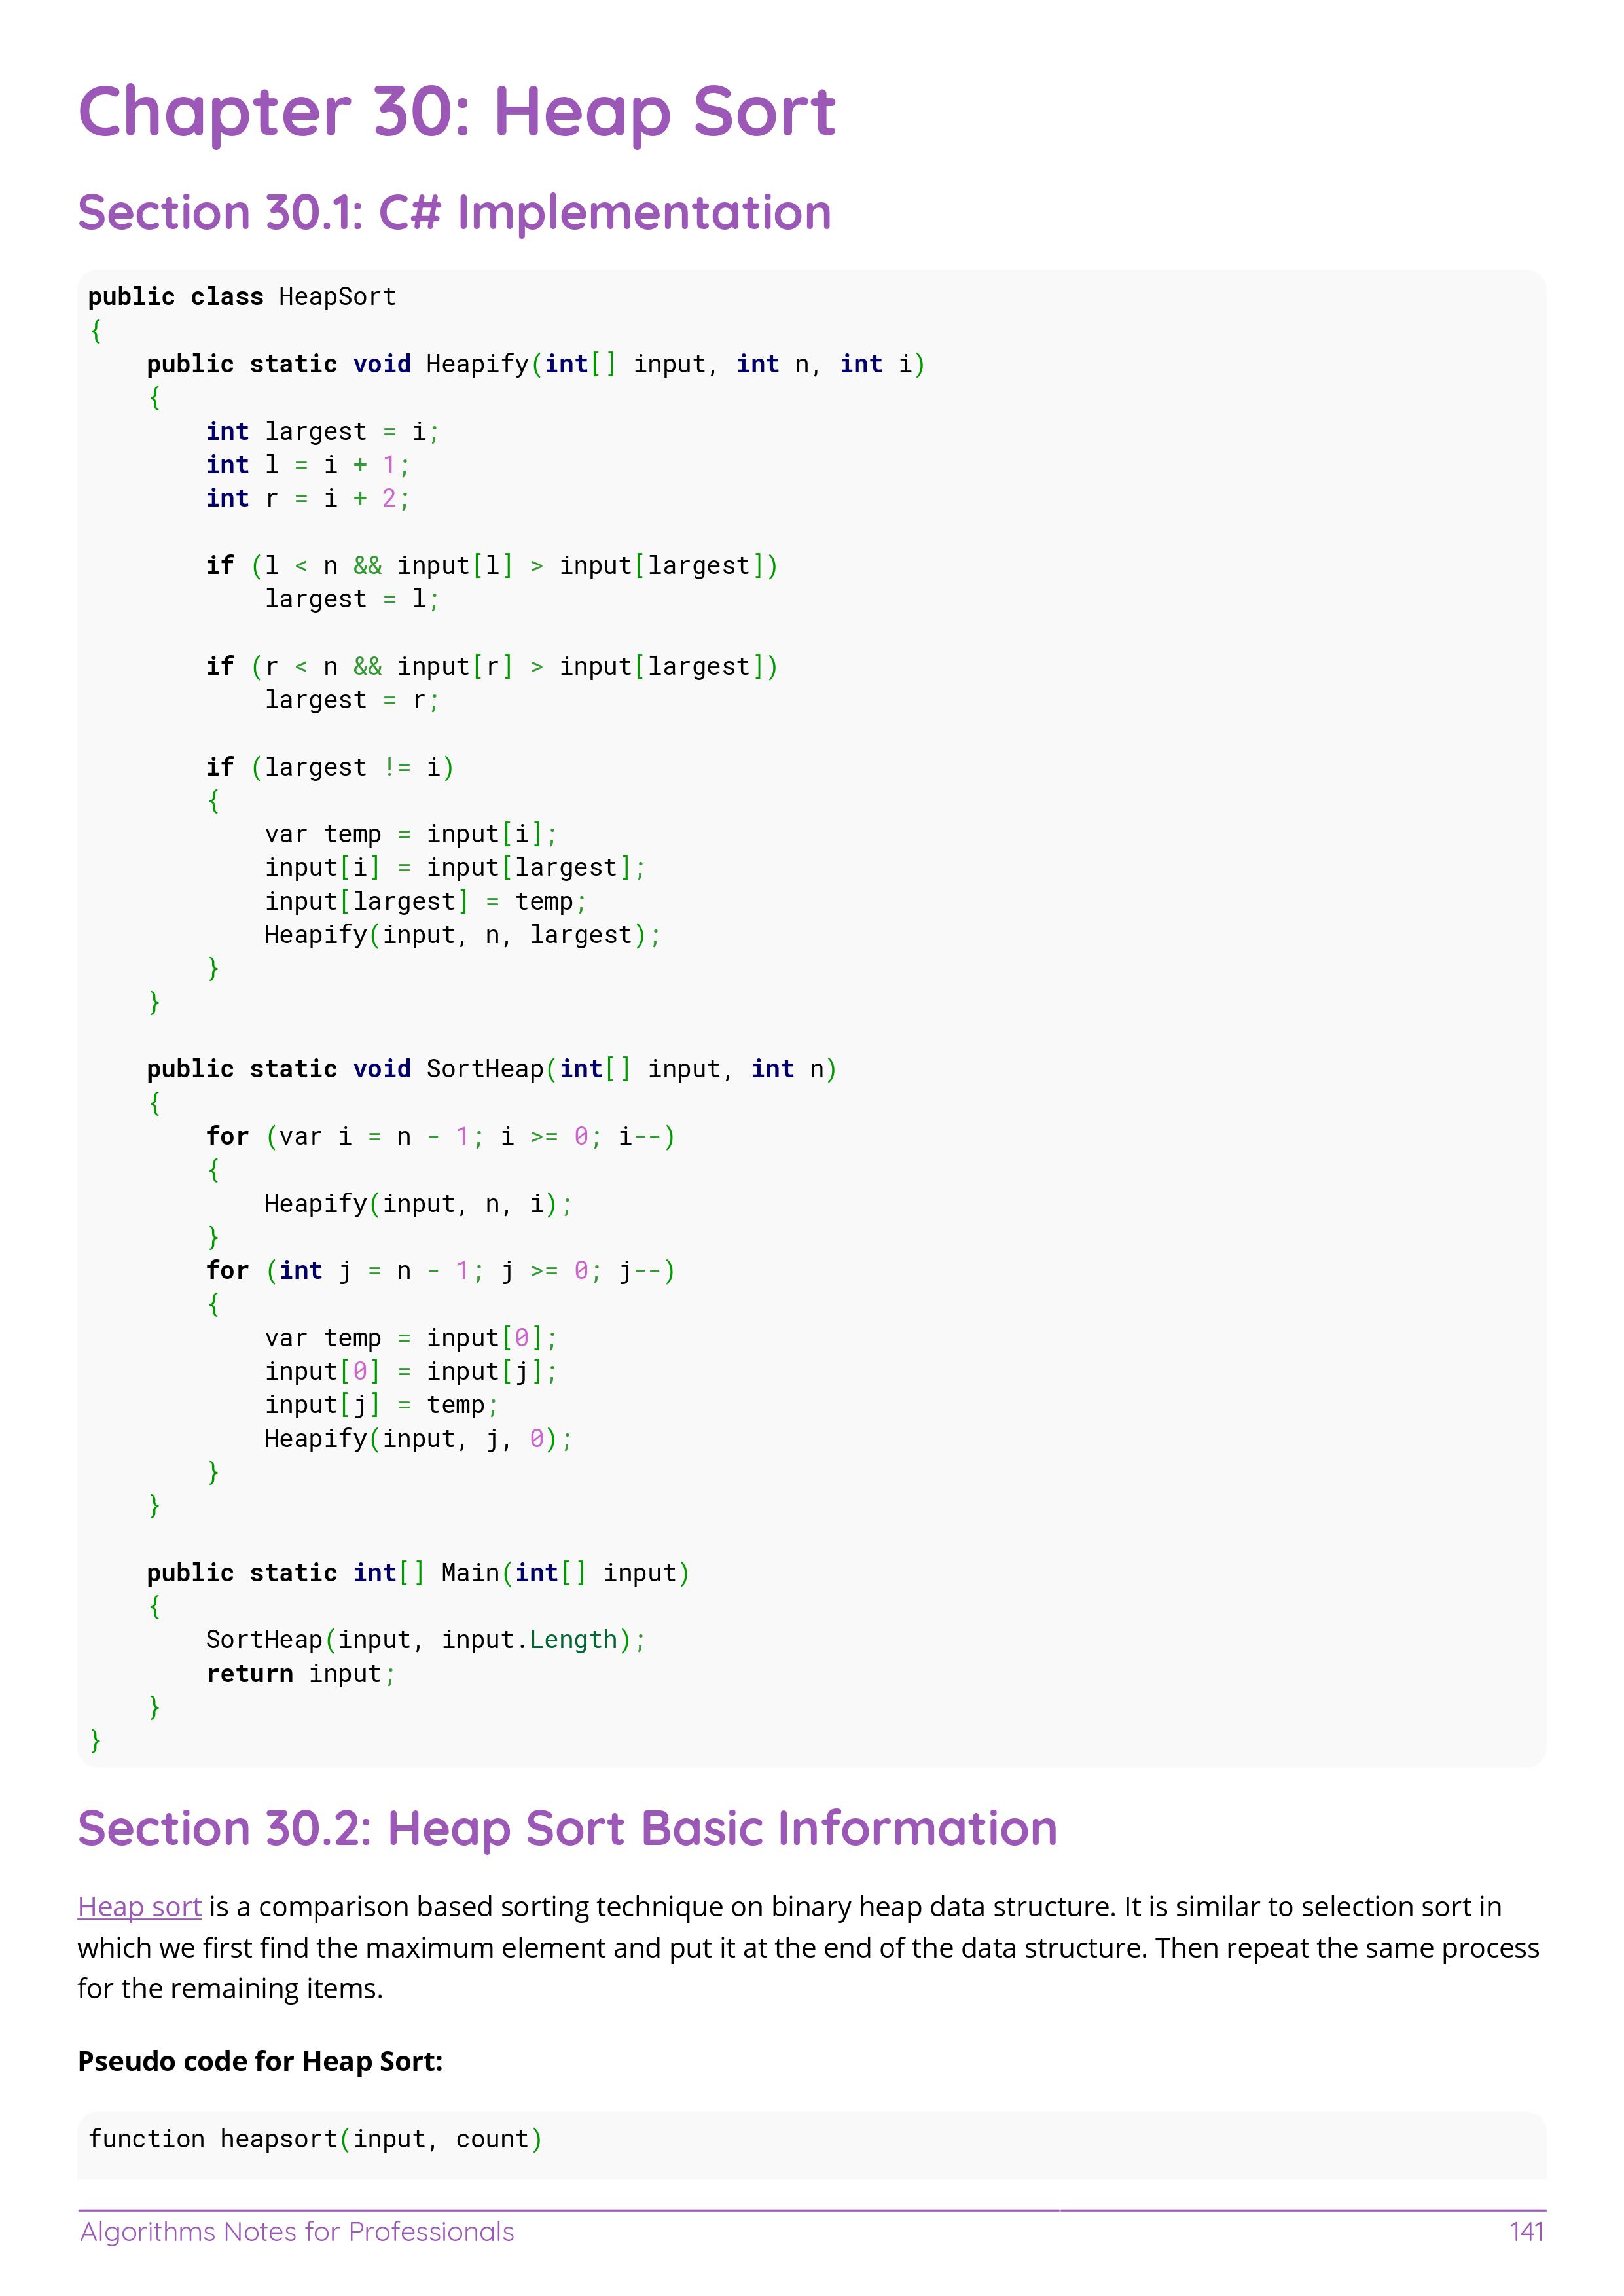 Chapter 30: Heap Sort
Section 30.1: C# Implementation
public class HeapSort
{
    public static void Heapify(int[] input, int n, int i)
    {
        int largest = i;
        int l = i + 1;
        int r = i + 2;

        if (l < n && input[l] > input[largest])
            largest = l;

        if (r < n && input[r] > input[largest])
            largest = r;

        if (largest != i)
        {
            var temp = input[i];
            input[i] = input[largest];
            input[largest] = temp;
            Heapify(input, n, largest);
        }
    }

    public static void SortHeap(int[] input, int n)
    {
        for (var i = n - 1; i >= 0; i--)
        {
            Heapify(input, n, i);
        }
        for (int j = n - 1; j >= 0; j--)
        {
            var temp = input[0];
            input[0] = input[j];
            input[j] = temp;
            Heapify(input, j, 0);
        }
    }

    public static int[] Main(int[] input)
    {
        SortHeap(input, input.Length);
        return input;
    }
}
Section 30.2: Heap Sort Basic Information
Heap sort is a comparison based sorting technique on binary heap data structure. It is similar to selection sort in
which we first find the maximum element and put it at the end of the data structure. Then repeat the same process
for the remaining items.
Pseudo code for Heap Sort:
function heapsort(input, count)
Algorithms Notes for Professionals
141